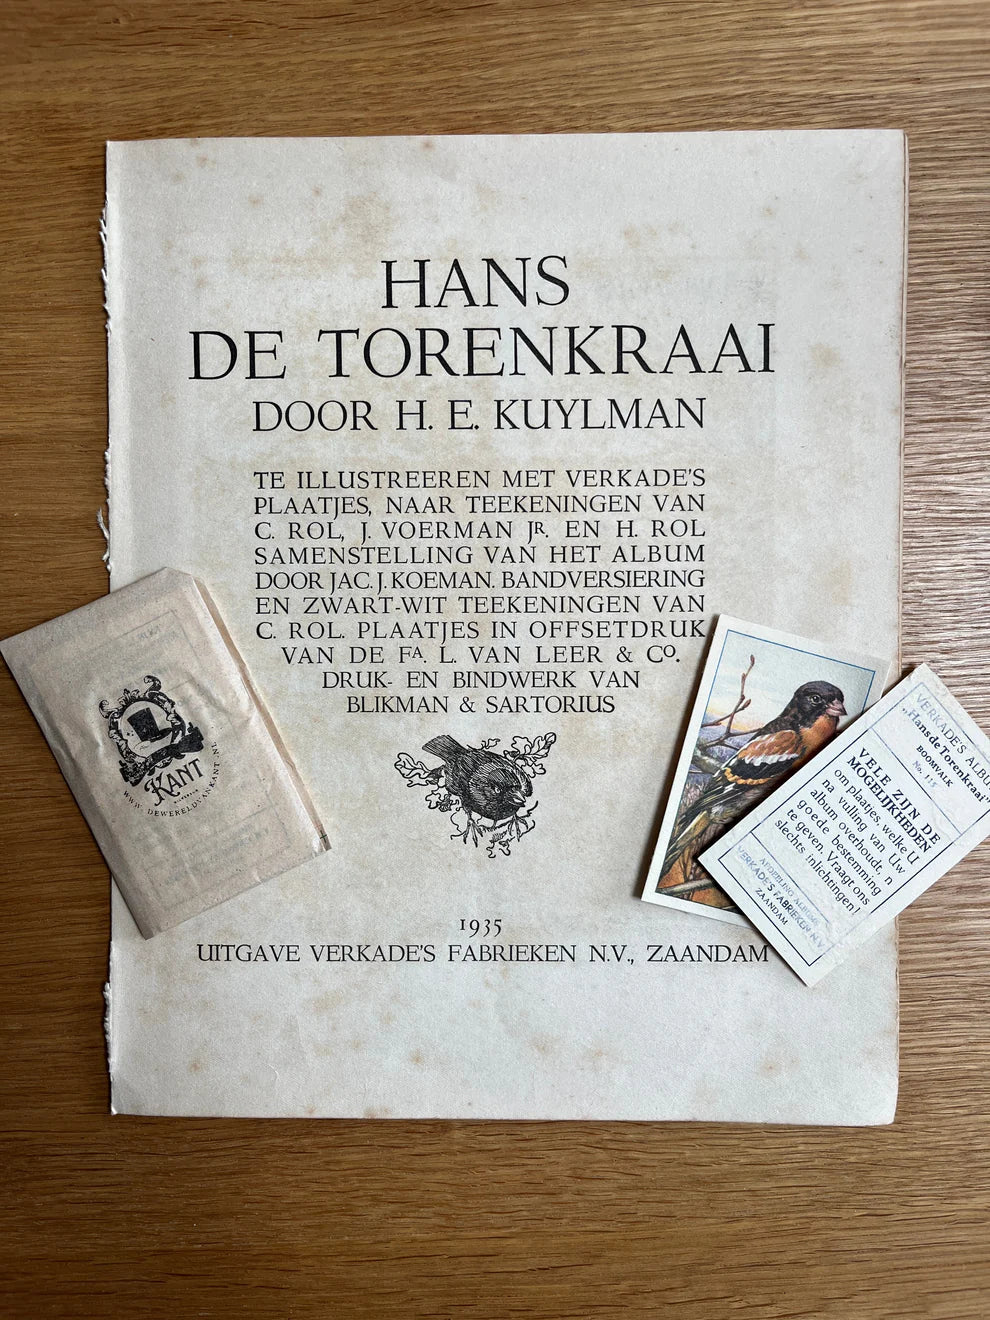 HANS
DE TORENKRAAI
DOOR H. E. KUYLMAN
TE ILLUSTREEREN MET VERKADE'S
PLAATJES, NAAR TEEKENINGEN VAN
C. ROL, J. VOERMAN JR. EN H. ROL
SAMENSTELLING VAN HET ALBUM
DOOR JAC. J. KOEMAN. BANDVERSIERING
EN ZWART-WIT TEEKENINGEN VAN
C. ROL. PLAATJES IN OFFSETDRUK
VAN DE FA. L. VAN LEER & CO.
DRUK- EN BINDWERK VAN
BLIKMAN & SARTORIUS
1935
UITGAVE VERKADE'S FABRIEKEN N.V., ZAANDAM
KANT
WWW.DEWERELDVANKANT.NL
VERKADE'S ALBUM
„Hans de Torenkraai"
BOOMVALK
No. 115
VELE ZIJN DE
MOGELIJKHEDEN
om plaatjes, welke U
na vulling van Uw
album overhoudt, n
goede bestemming
te geven. Vraagt ons
slechts inlichtingen!
AFDEELING ALBUMS
VERKADE'S FABRIEKEN N.V.
ZAANDAM